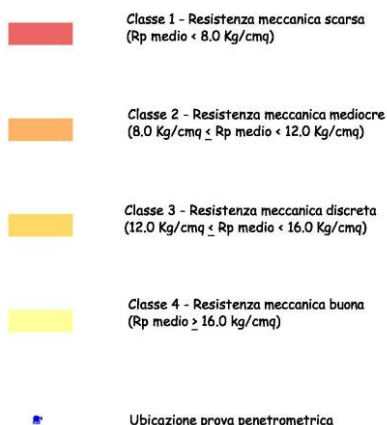 Classe 1 - Resistenza meccanica scarsa
(Rp medio < 8.0 Kg/cmq)
Classe 2 - Resistenza meccanica mediocre
(8.0 Kg/cmq ≤ Rp medio < 12.0 Kg/cmq)
Classe 3 - Resistenza meccanica discreta
(12.0 Kg/cmq ≤ Rp medio < 16.0 Kg/cmq)
Classe 4 - Resistenza meccanica buona
(Rp medio ≥ 16.0 kg/cmq)
Ubicazione prova penetrometrica